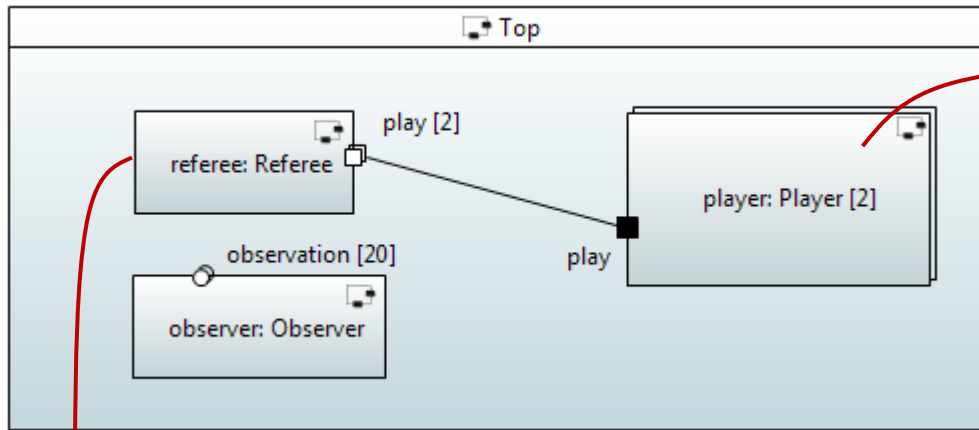 Top
play [2]
referee: Referee
player: Player [2]
observation [20]
play
observer: Observer